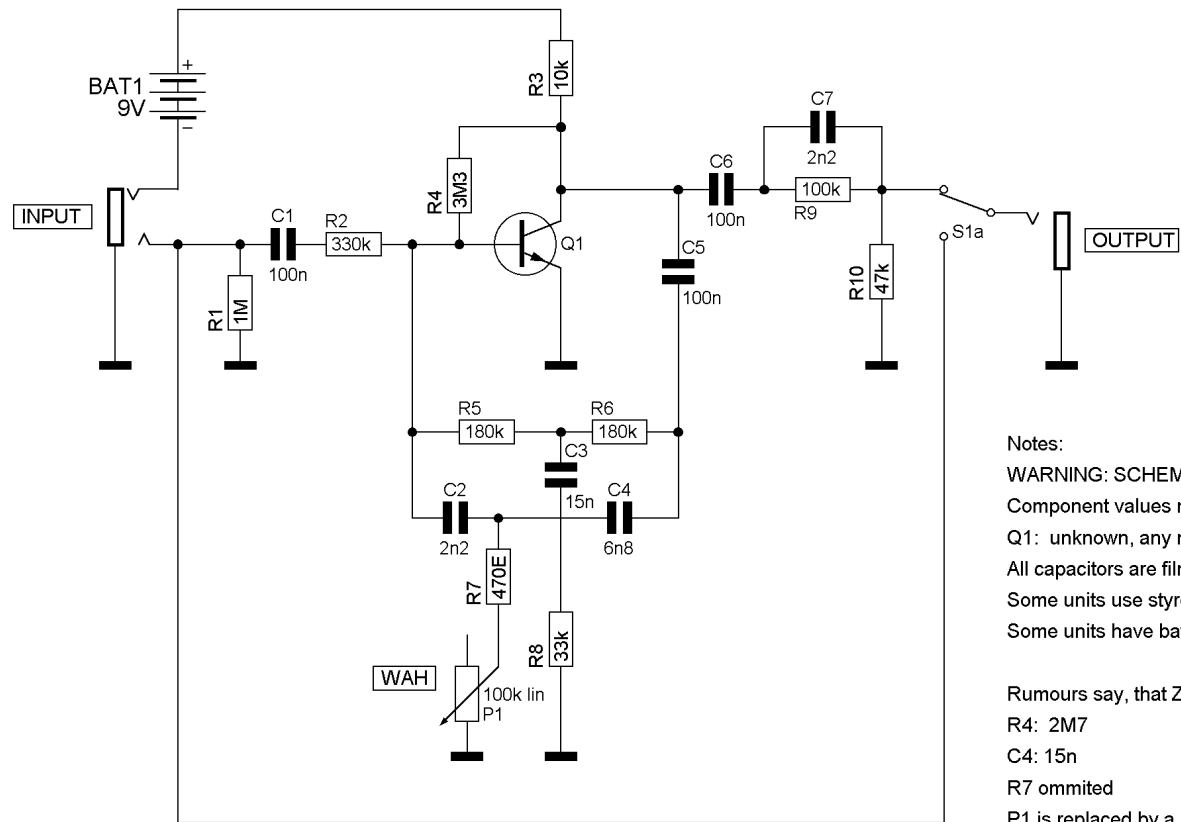 BAT1
9V
+
−
INPUT
R1
1M
C1
100n
R2
330k
R3
10k
R4
3M3
Q1
C5
100n
C6
100n
C7
2n2
100k
R9
R10
47k
S1a
OUTPUT
R5
180k
R6
180k
C3
15n
C2
2n2
C4
6n8
R7
470E
R8
33k
WAH
100k lin
P1
Notes:
WARNING: SCHEM
Component values
Q1: unknown, any
All capacitors are
Some units use
Some units have
Rumours say, that Z
R4: 2M7
C4: 15n
R7 ommited
P1 is replaced by a